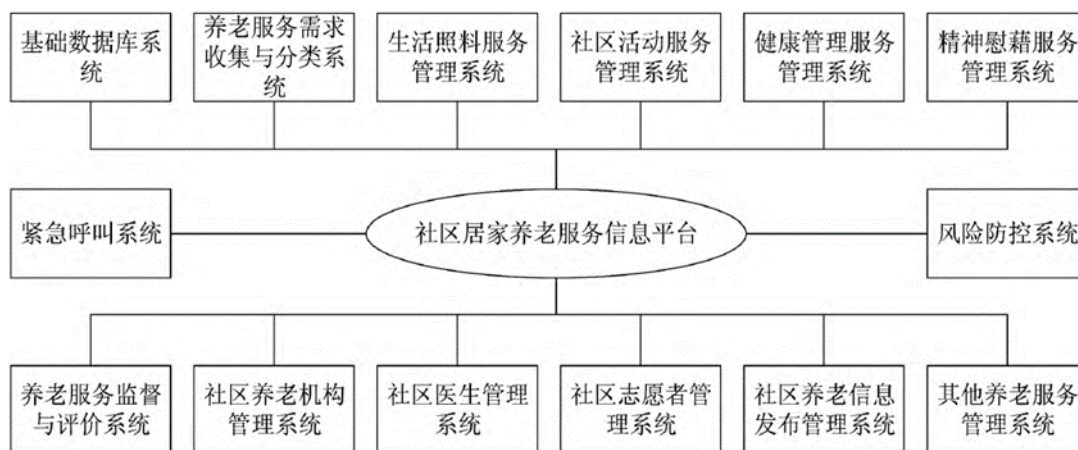 基础数据库系
统
养老服务需求
收集与分类系
统
生活照料服务
管理系统
社区活动服务
管理系统
健康管理服务
管理系统
精神慰藉服务
管理系统
紧急呼叫系统
社区居家养老服务信息平台
风险防控系统
养老服务监督
与评价系统
社区养老机构
管理系统
社区医生管理
系统
社区志愿者管
理系统
社区养老信息
发布管理系统
其他养老服务
管理系统